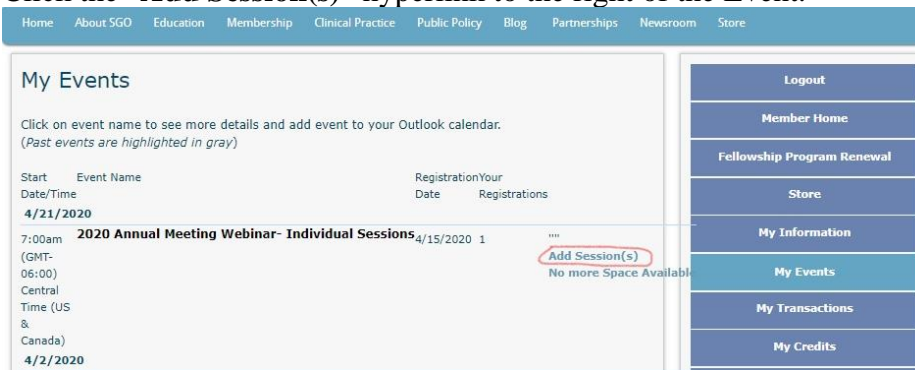 Click the "Add Session(s)" hyperlink to the right of the Event.
Home About SGO Education Membership Clinical Practice Public Policy Blog Partnerships Newsroom Store
My Events
Click on event name to see more details and add event to your Outlook calendar.
(Past events are highlighted in gray)
Start Event Name RegistrationYour
Date/Time Date Registrations
4/21/2020
7:00am 2020 Annual Meeting Webinar- Individual Sessions 4/15/2020 1 ""
(GMT- Add Session(s)
06:00) No more Space Available
Central
Time (US
&
Canada)
4/2/2020
Logout
Member Home
Fellowship Program Renewal
Store
My Information
My Events
My Transactions
My Credits